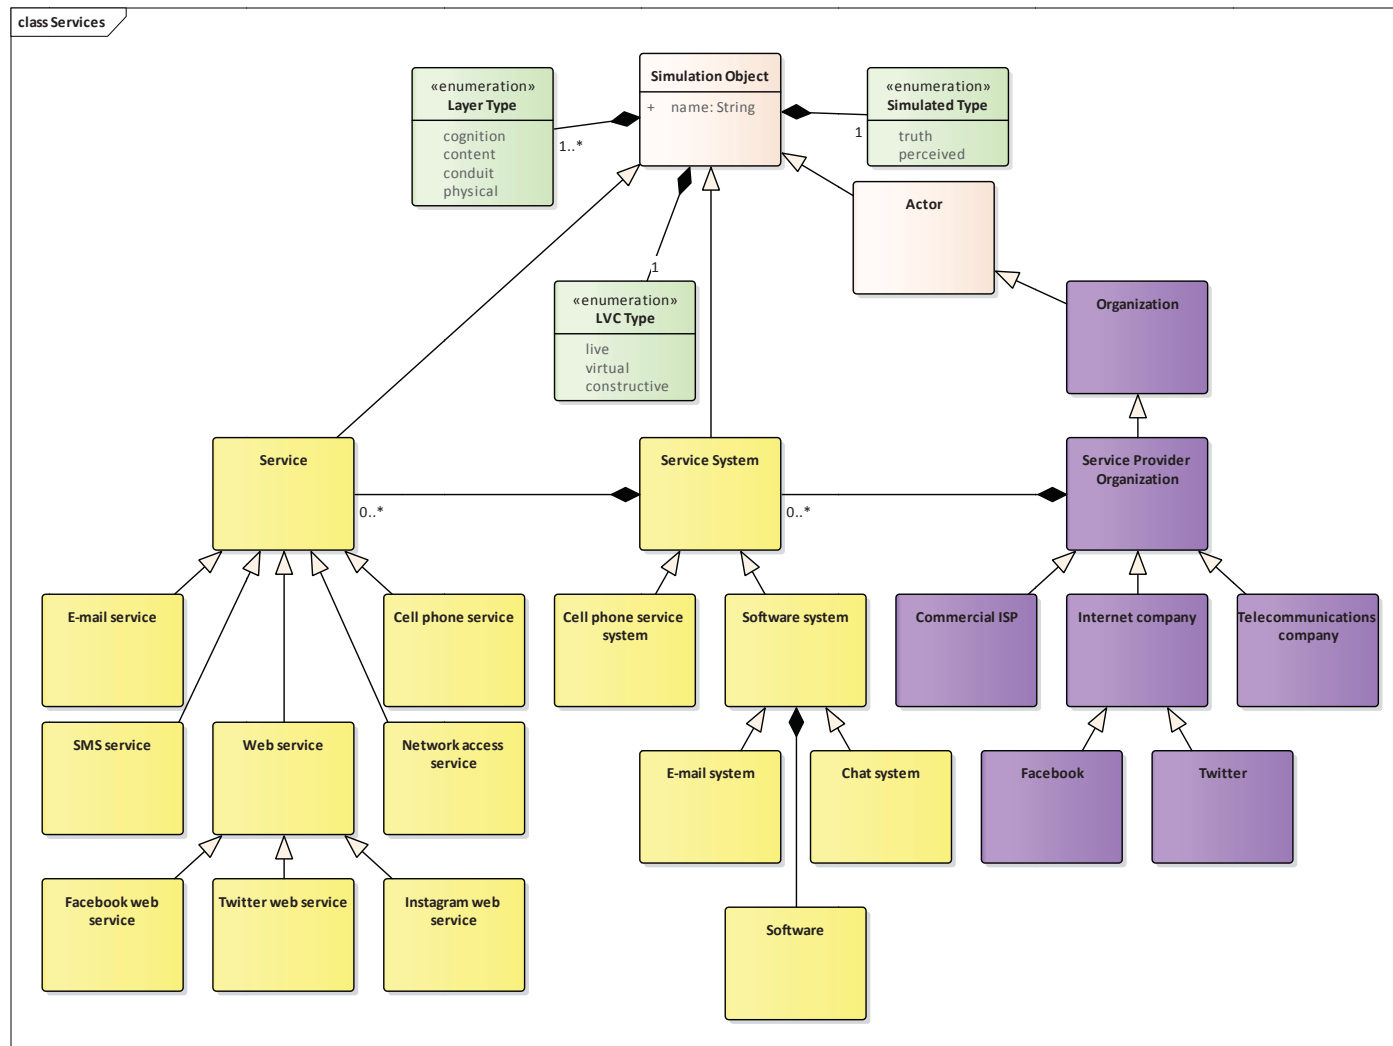 class Services
Simulation Object
+ name: String
«enumeration»
Layer Type
cognition
content
conduit
physical
1..*
«enumeration»
Simulated Type
truth
perceived
1
Actor
1
«enumeration»
LVC Type
live
virtual
constructive
Organization
Service
Service System
Service Provider
Organization
0..*
0..*
E-mail service
Cell phone service
Cell phone service
system
Software system
Commercial ISP
Internet company
Telecommunications
company
SMS service
Web service
Network access
service
E-mail system
Chat system
Facebook
Twitter
Facebook web
service
Twitter web service
Instagram web
service
Software